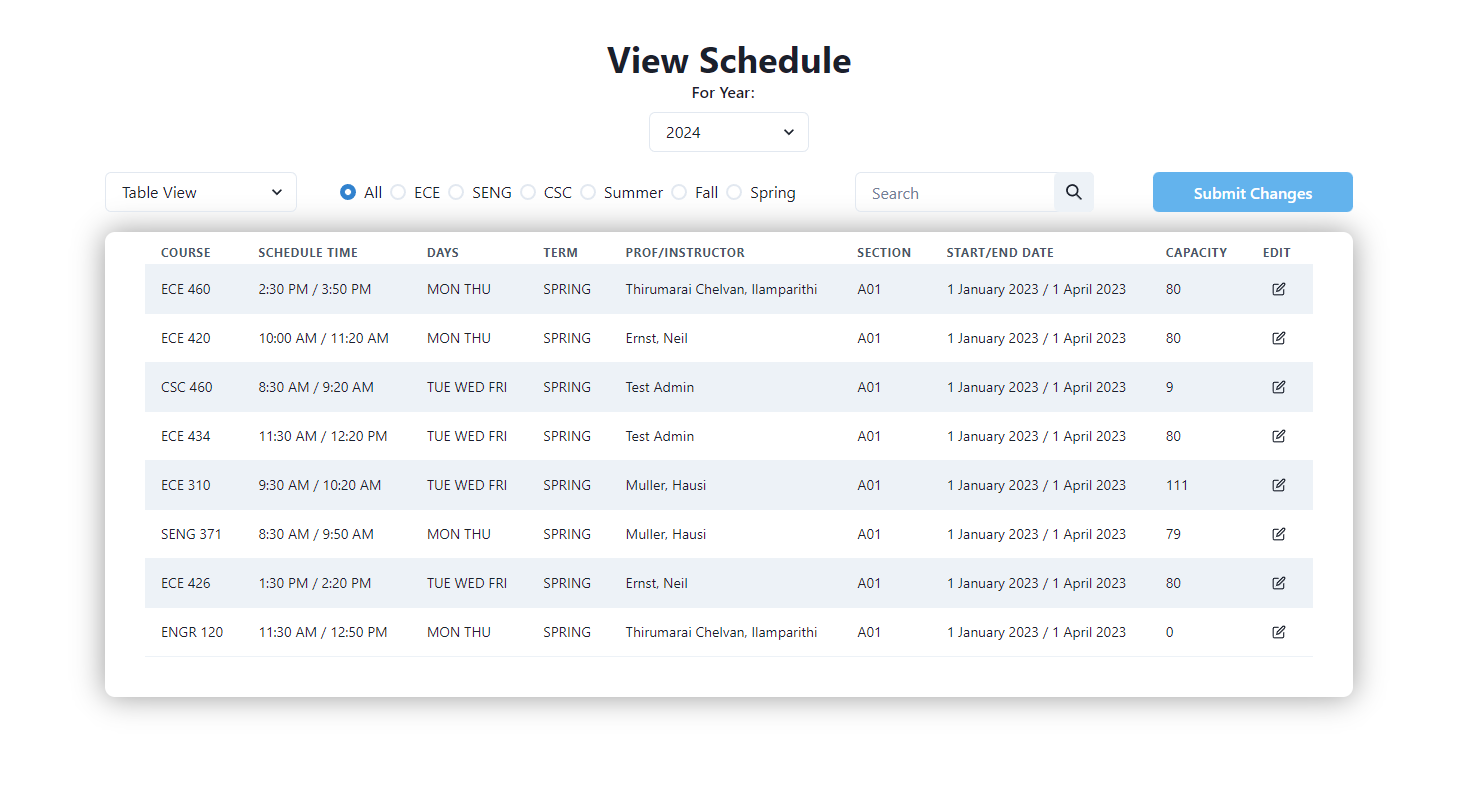 View Schedule
For Year:
2024
Table View All ECE SENG CSC Summer Fall Spring Search Submit Changes
COURSE SCHEDULE TIME DAYS TERM PROF/INSTRUCTOR SECTION START/END DATE CAPACITY EDIT
ECE 460 2:30 PM / 3:50 PM MON THU SPRING Thirumarai Chelvan, Ilamparithi A01 1 January 2023 / 1 April 2023 80
ECE 420 10:00 AM / 11:20 AM MON THU SPRING Ernst, Neil A01 1 January 2023 / 1 April 2023 80
CSC 460 8:30 AM / 9:20 AM TUE WED FRI SPRING Test Admin A01 1 January 2023 / 1 April 2023 9
ECE 434 11:30 AM / 12:20 PM TUE WED FRI SPRING Test Admin A01 1 January 2023 / 1 April 2023 80
ECE 310 9:30 AM / 10:20 AM TUE WED FRI SPRING Muller, Hausi A01 1 January 2023 / 1 April 2023 111
SENG 371 8:30 AM / 9:50 AM MON THU SPRING Muller, Hausi A01 1 January 2023 / 1 April 2023 79
ECE 426 1:30 PM / 2:20 PM TUE WED FRI SPRING Ernst, Neil A01 1 January 2023 / 1 April 2023 80
ENGR 120 11:30 AM / 12:50 PM MON THU SPRING Thirumarai Chelvan, Ilamparithi A01 1 January 2023 / 1 April 2023 0